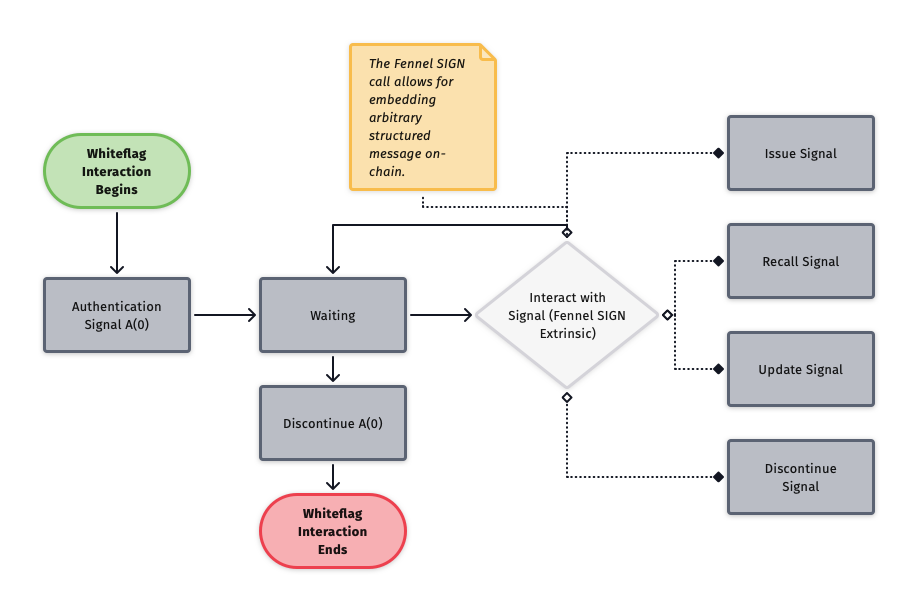 The Fennel SIGN
call allows for
embedding
arbitrary
structured
message on-
chain.
Whiteflag
Interaction
Begins
Issue Signal
Recall Signal
Authentication
Signal A(0)
Waiting
Interact with
Signal (Fennel SIGN
Extrinsic)
Update Signal
Discontinue A(0)
Discontinue
Signal
Whiteflag
Interaction
Ends